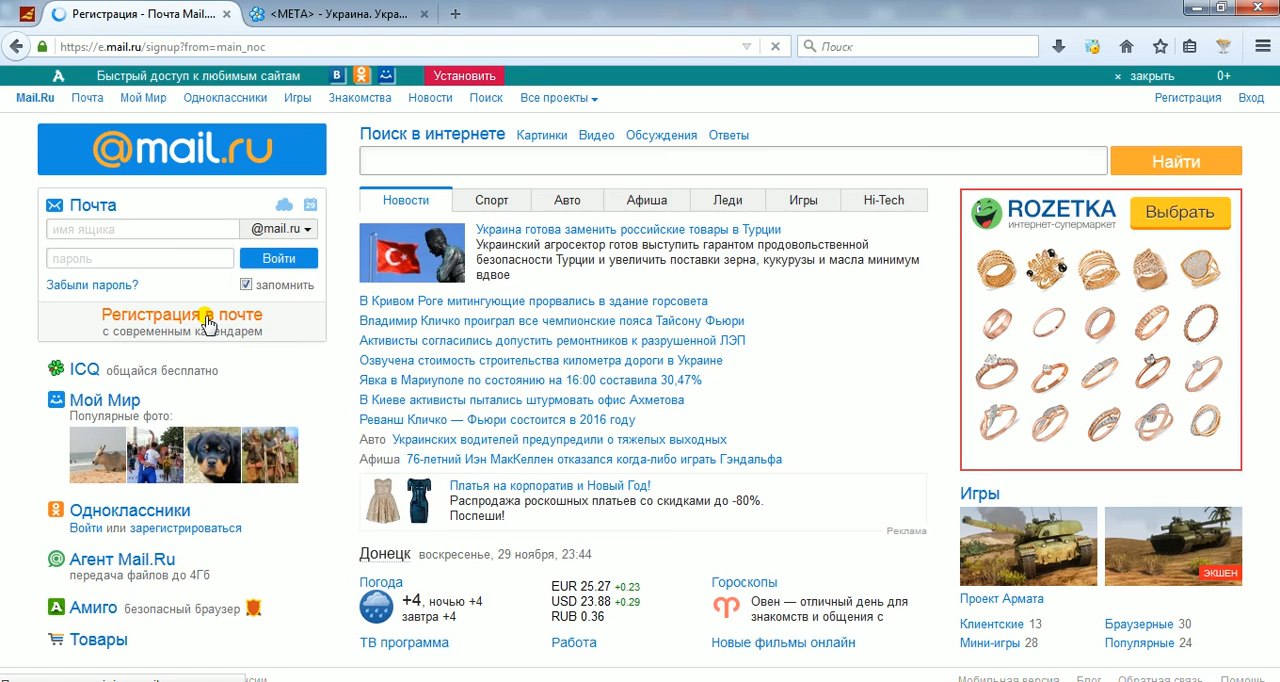 Регистрация - Почта Mail....
<МЕТА> - Украина. Укра...
https://e.mail.ru/signup?from=main_noc
Поиск
Быстрый доступ к любимым сайтам
Установить
× закрыть
0+
Mail.Ru Почта Мой Мир Одноклассники Игры Знакомства Новости Поиск Все проекты
Регистрация Вход
@mail.ru
Почта
29
имя ящика
@mail.ru
пароль
Войти
Забыли пароль?
запомнить
Регистрация в почте
с современным календарем
ICQ общайся бесплатно
Мой Мир
Популярные фото:
Одноклассники
Войти или зарегистрироваться
Агент Mail.Ru
передача файлов до 4Гб
Амиго безопасный браузер
Товары
Поиск в интернете Картинки Видео Обсуждения Ответы
Найти
Новости Спорт Авто Афиша Леди Игры Hi-Tech
Украина готова заменить российские товары в Турции
Украинский агросектор готов выступить гарантом продовольственной
безопасности Турции и увеличить поставки зерна, кукурузы и масла минимум
вдвое
В Кривом Роге митингующие прорвались в здание горсовета
Владимир Кличко проиграл все чемпионские пояса Тайсону Фьюри
Активисты согласились допустить ремонтников к разрушенной ЛЭП
Озвучена стоимость строительства километра дороги в Украине
Явка в Мариуполе по состоянию на 16:00 составила 30,47%
В Киеве активисты пытались штурмовать офис Ахметова
Реванш Кличко — Фьюри состоится в 2016 году
Авто Украинских водителей предупредили о тяжелых выходных
Афиша 76-летний Иэн МакКеллен отказался когда-либо играть Гэндальфа
Платья на корпоратив и Новый Год!
Распродажа роскошных платьев со скидками до -80%.
Поспеши!
Реклама
Донецк воскресенье, 29 ноября, 23:44
Погода
+4, ночью +4
завтра +4
ТВ программа
EUR 25.27 +0.23
USD 23.88 +0.29
RUB 0.36
Работа
Гороскопы
Овен — отличный день для
знакомств и общения с
Новые фильмы онлайн
ROZETKA
интернет-супермаркет
Выбрать
Игры
ЭКШЕН
Проект Армата
Клиентские 13
Браузерные 30
Мини-игры 28
Популярные 24
Мобильная версия Блог Обратная связь Помощь